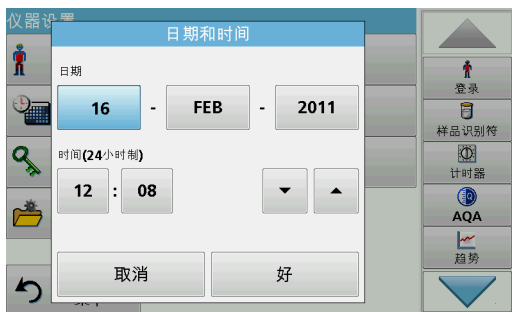 仪器设置
日期和时间
日期
16 - FEB - 2011
时间(24小时制)
12 : 08
取消
好
登录
样品识别符
计时器
AQA
趋势